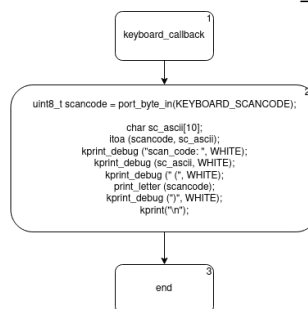 1
keyboard_callback
2
uint8_t scancode = port_byte_in(KEYBOARD_SCANCODE);
char sc_ascii[10];
itoa (scancode, sc_ascii);
kprint_debug ("scan_code: ", WHITE);
kprint_debug (sc_ascii, WHITE);
kprint_debug (" (", WHITE);
print_letter (scancode);
kprint_debug (")", WHITE);
kprint("\n");
3
end